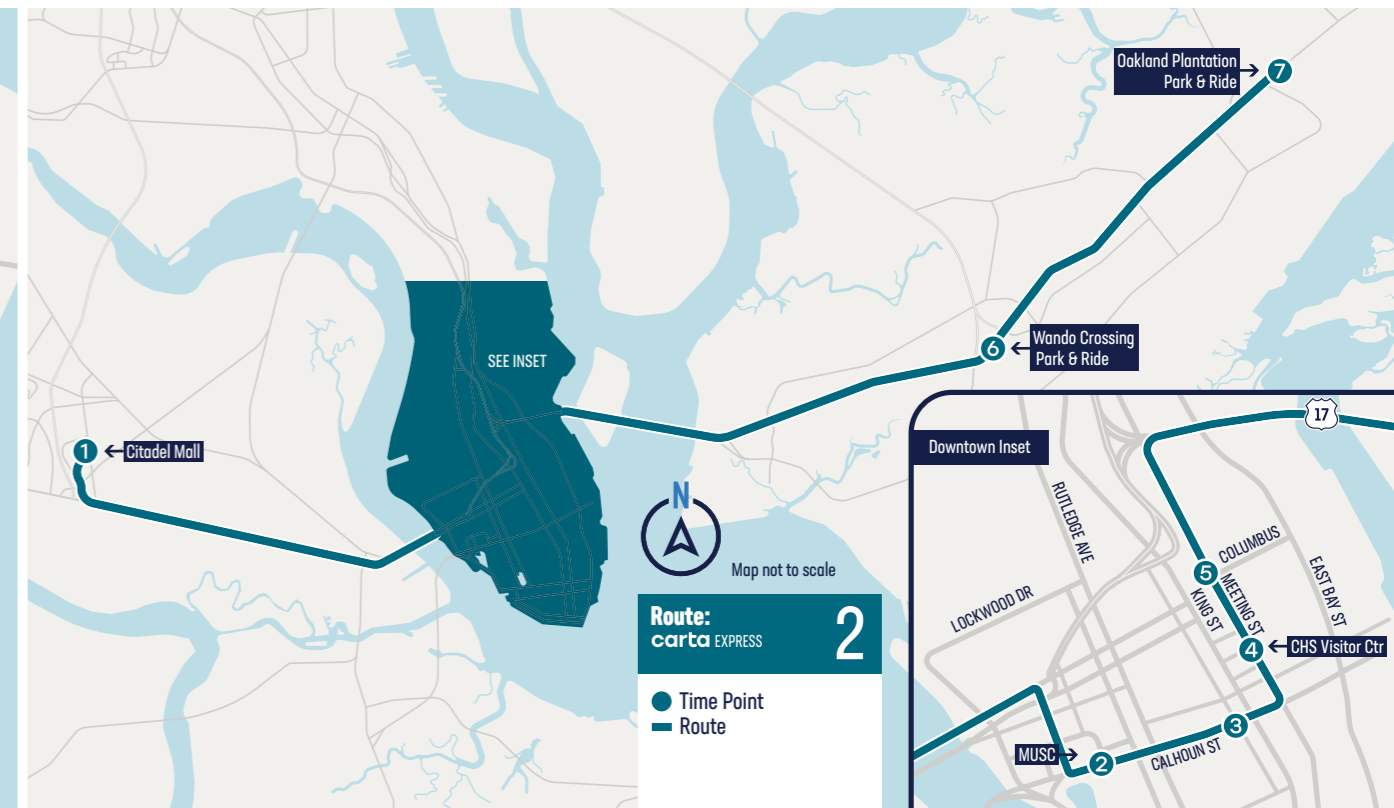 Oakland Plantation
Park & Ride
7
Wando Crossing
Park & Ride
6
SEE INSET
1
Citadel Mall
N
Map not to scale
Route:
carta EXPRESS
2
Time Point
Route
Downtown Inset
17
RUTLEDGE AVE
LOCKWOOD DR
COLUMBUS
5
MEETING ST
KING ST
EAST BAY ST
4
CHS Visitor Ctr
3
CALHOUN ST
MUSC
2